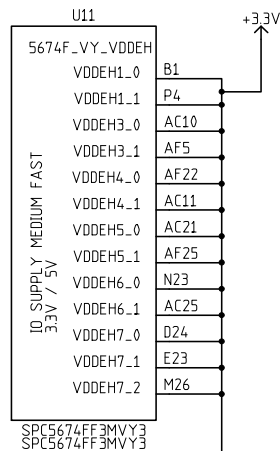 U11
+3.3V
5674F_VY_VDDEH
VDDEH1_0 B1
VDDEH1_1 P4
VDDEH3_0 AC10
VDDEH3_1 AF5
VDDEH4_0 AF22
VDDEH4_1 AC11
VDDEH5_0 AC21
VDDEH5_1 AF25
VDDEH6_0 N23
VDDEH6_1 AC25
VDDEH7_0 D24
VDDEH7_1 E23
VDDEH7_2 M26
IO SUPPLY MEDIUM FAST
3.3V / 5V
SPC5674FF3MVY3
SPC5674FF3MVY3